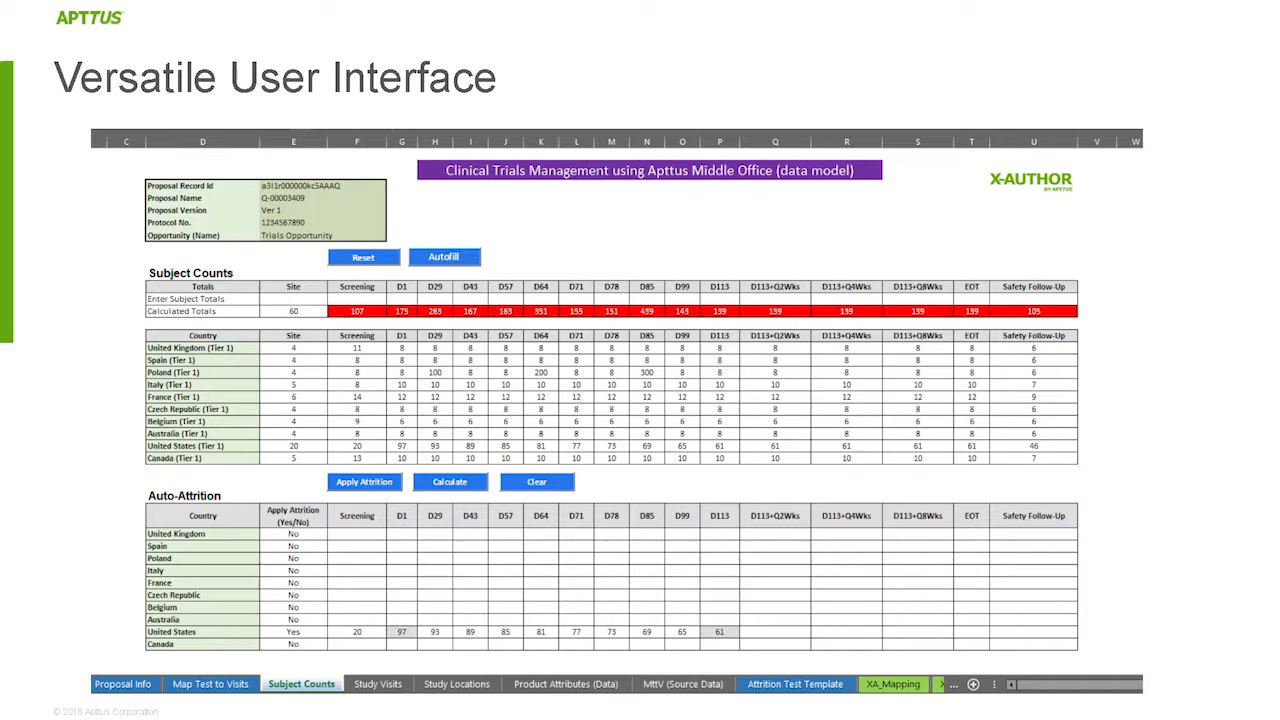 APTTUS
Versatile User Interface
C D E F G H I J K L M N O P Q R S T U V W
Clinical Trials Management using Apttus Middle Office (data model)
X-AUTHOR
BY APTTUS
Proposal Record Id a3I1r000000kcSAAAQ
Proposal Name Q-00003409
Proposal Version Ver 1
Protocol No. 1234567890
Opportunity (Name) Trials Opportunity
Reset Autofill
Subject Counts
Totals Site Screening D1 D29 D43 D57 D64 D71 D78 D85 D99 D113 D113+Q2Wks D113+Q4Wks D113+Q8Wks EOT Safety Follow-Up
Enter Subject Totals
Calculated Totals 60 107 175 263 167 163 351 155 151 439 143 139 139 139 139 139 105
Country Site Screening D1 D29 D43 D57 D64 D71 D78 D85 D99 D113 D113+Q2Wks D113+Q4Wks D113+Q8Wks EOT Safety Follow-Up
United Kingdom (Tier 1) 4 11 8 8 8 8 8 8 8 8 8 8 8 8 8 8 6
Spain (Tier 1) 4 8 8 8 8 8 8 8 8 8 8 8 8 8 8 8 6
Poland (Tier 1) 4 8 8 100 8 8 200 8 8 300 8 8 8 8 8 8 6
Italy (Tier 1) 5 8 10 10 10 10 10 10 10 10 10 10 10 10 10 10 7
France (Tier 1) 6 14 12 12 12 12 12 12 12 12 12 12 12 12 12 12 9
Czech Republic (Tier 1) 4 8 8 8 8 8 8 8 8 8 8 8 8 8 8 8 6
Belgium (Tier 1) 4 9 6 6 6 6 6 6 6 6 6 6 6 6 6 6 6
Australia (Tier 1) 4 8 8 8 8 8 8 8 8 8 8 8 8 8 8 8 6
United States (Tier 1) 20 20 97 93 89 85 81 77 73 69 65 61 61 61 61 61 46
Canada (Tier 1) 5 13 10 10 10 10 10 10 10 10 10 10 10 10 10 10 7
Apply Attrition Calculate Clear
Auto-Attrition
Country Apply Attrition (Yes/No) Screening D1 D29 D43 D57 D64 D71 D78 D85 D99 D113 D113+Q2Wks D113+Q4Wks D113+Q8Wks EOT Safety Follow-Up
United Kingdom No
Spain No
Poland No
Italy No
France No
Czech Republic No
Belgium No
Australia No
United States Yes 20 97 93 89 85 81 77 73 69 65 61
Canada No
Proposal Info Map Test to Visits Subject Counts Study Visits Study Locations Product Attributes (Data) MttV (Source Data) Attrition Test Template XA_Mapping X ...
© 2018 Apttus Corporation